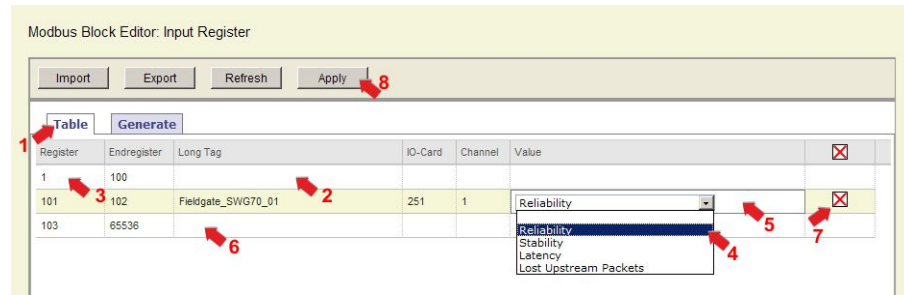 Modbus Block Editor: Input Register
Import Export Refresh Apply 8
1 Table Generate
Register Endregister Long Tag IO-Card Channel Value
1 3 100 2
101 102 Fieldgate_SWG70_01 251 1 Reliability 5 7
103 65536 6 Reliability 4
Stability
Latency
Lost Upstream Packets